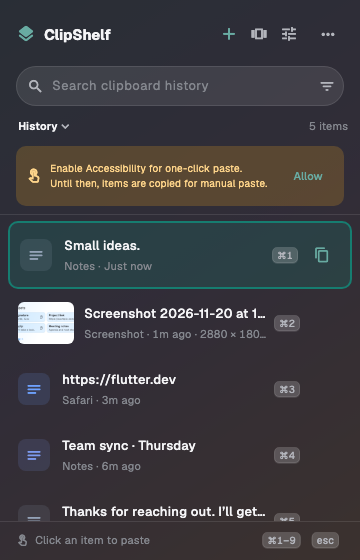 ClipShelf
Search clipboard history
History
5 items
Enable Accessibility for one-click paste.
Until then, items are copied for manual paste.
Allow
Small ideas.
Notes · Just now
⌘1
Screenshot 2026-11-20 at 1...
Screenshot · 1m ago · 2880 × 180...
⌘2
https://flutter.dev
Safari · 3m ago
⌘3
Team sync · Thursday
Notes · 6m ago
⌘4
Thanks for reaching out. I'll get...
⌘5
Click an item to paste
⌘1–9
esc